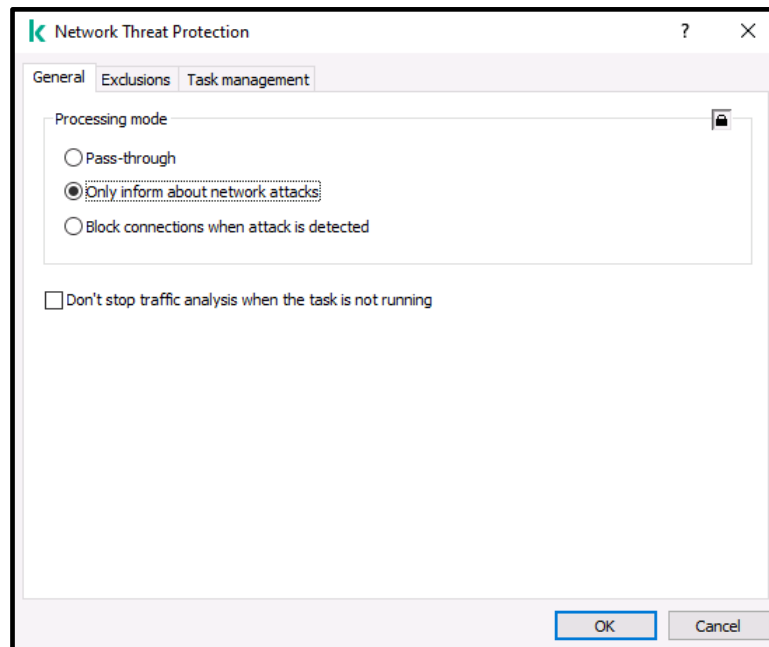 Network Threat Protection
General Exclusions Task management
Processing mode
Pass-through
Only inform about network attacks
Block connections when attack is detected
Don't stop traffic analysis when the task is not running
OK Cancel